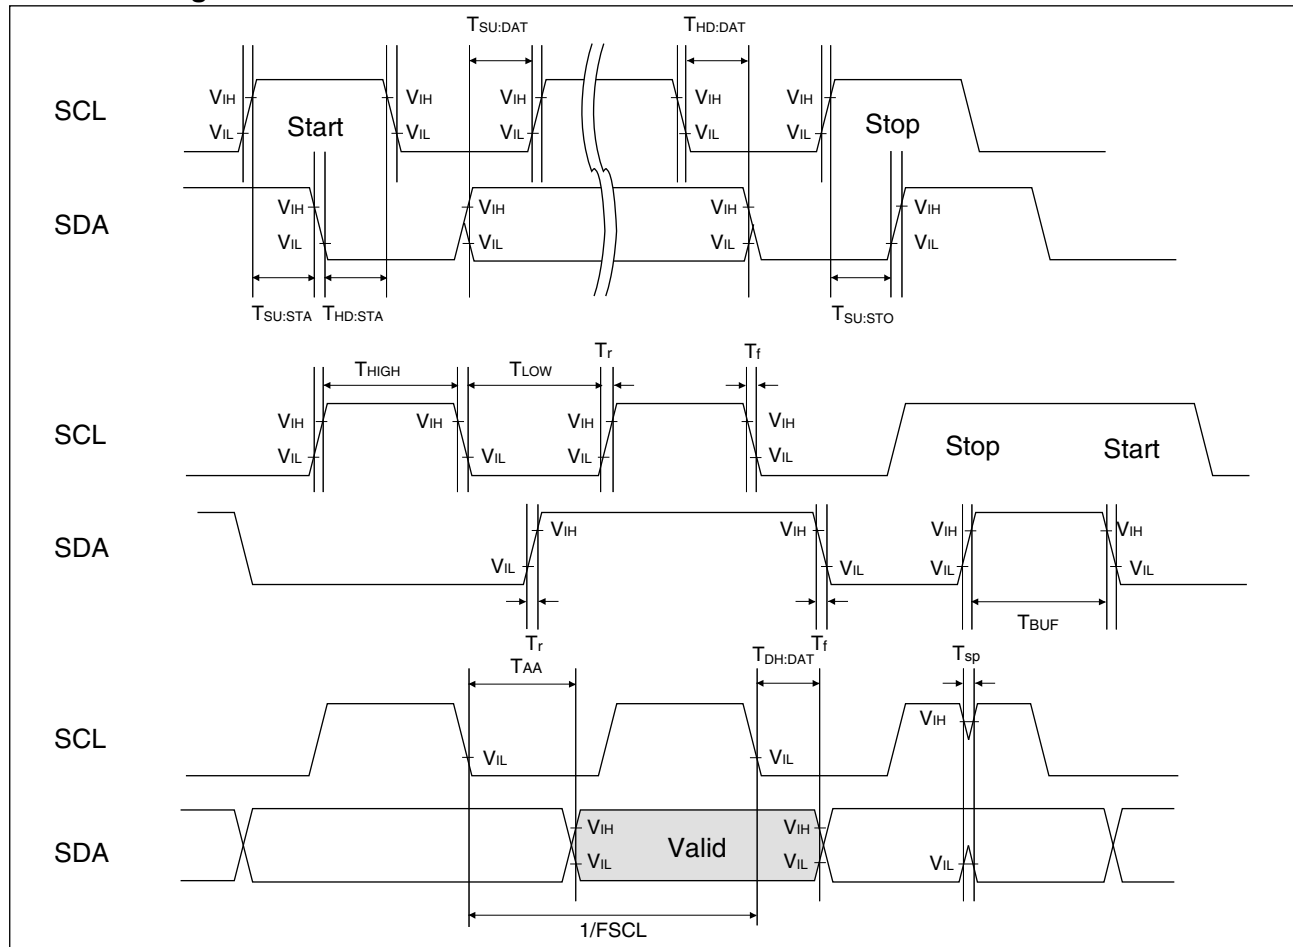 TSU:DAT THD:DAT
SCL VIH VIH VIH VIH VIH
VIL VIL VIL VIL VIL
Start Stop
SDA VIH VIH VIH VIH
VIL VIL VIL VIL
TSU:STA THD:STA TSU:STO
Tr Tf
THIGH TLOW
SCL VIH VIH VIH VIH
VIL VIL VIL VIL
Stop Start
SDA VIH VIH VIH VIH
VIL VIL VIL VIL
Tr Tf TBUF
TAA TDH:DAT Tsp
SCL VIH
VIL VIL
SDA VIH VIH
VIL VIL VIL
Valid
1/FSCL